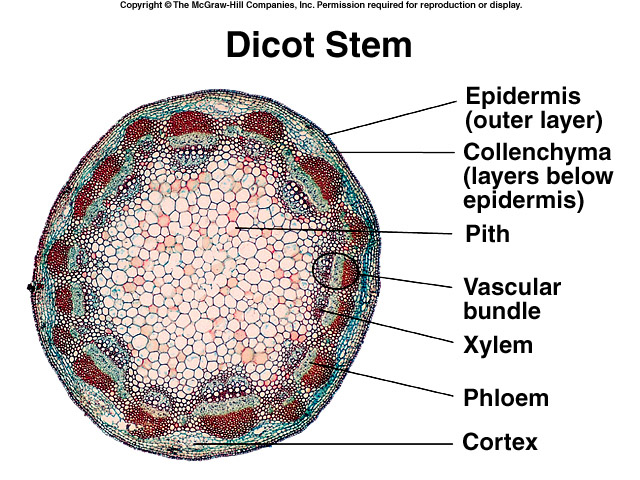 Copyright © The McGraw-Hill Companies, Inc. Permission required for reproduction or display.
Dicot Stem
Epidermis
(outer layer)
Collenchyma
(layers below
epidermis)
Pith
Vascular
bundle
Xylem
Phloem
Cortex